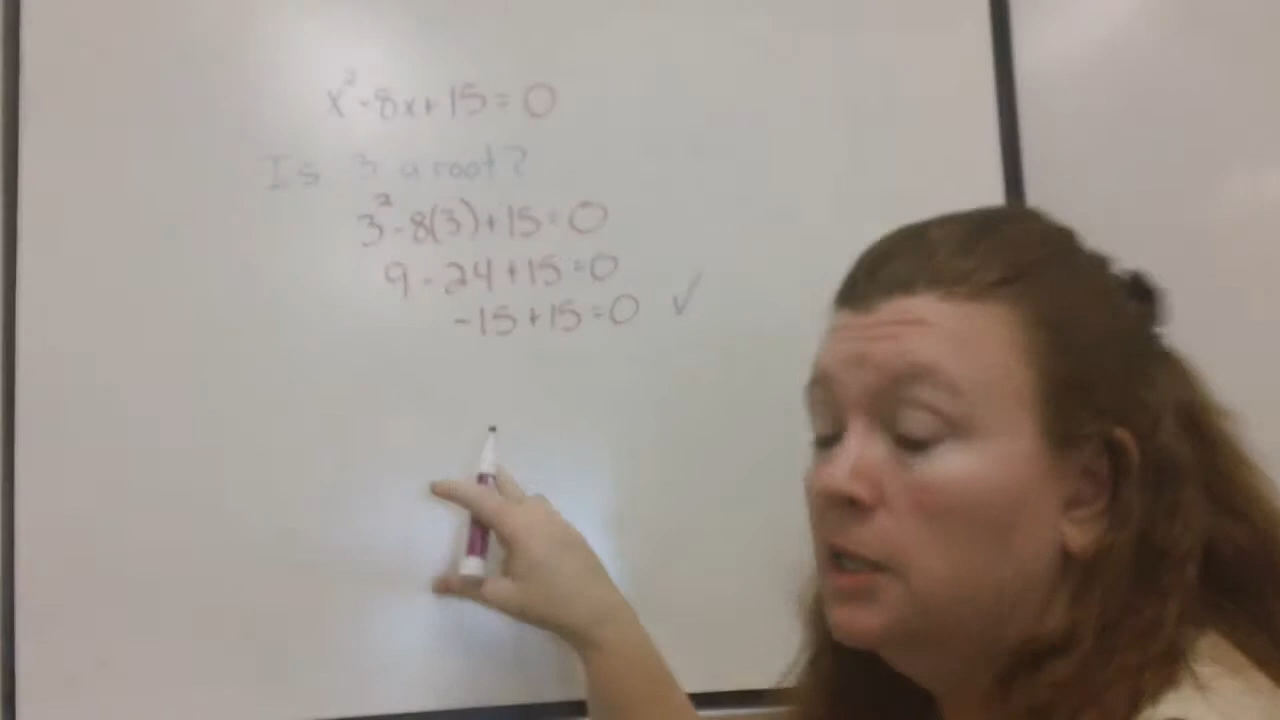 x² - 8x + 15 = 0
Is 3 a root?
3² - 8(3) + 15 = 0
9 - 24 + 15 = 0
-15 + 15 = 0 ✓